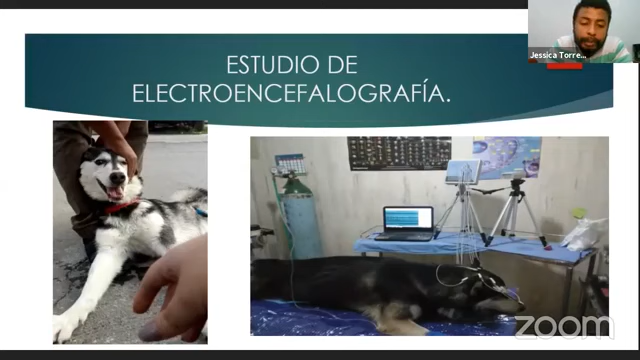 ESTUDIO DE
ELECTROENCEFALOGRAFÍA.
Jessica Torre...
zoom